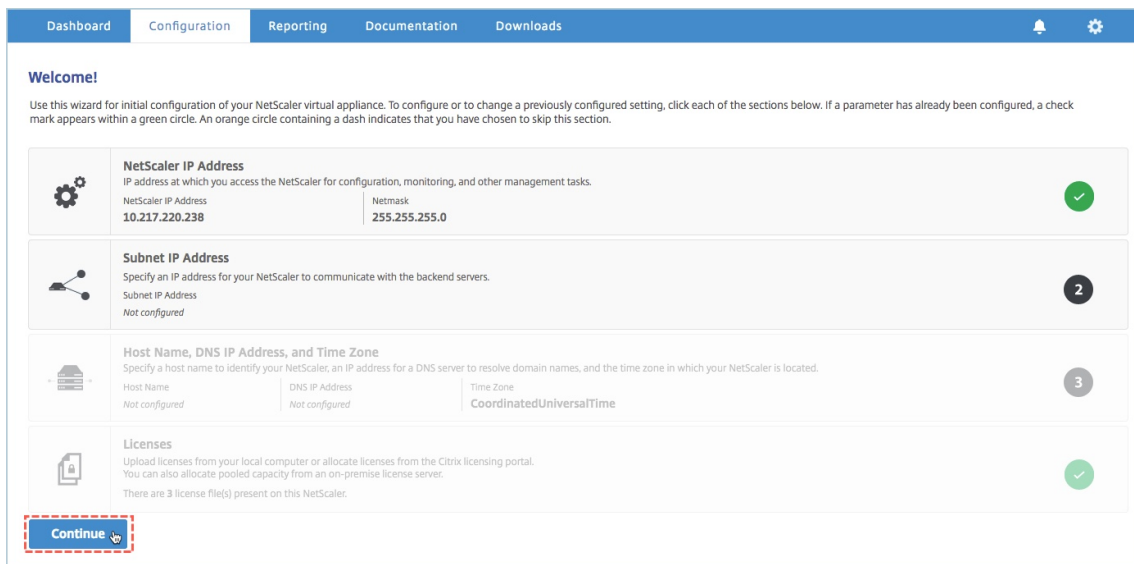 Dashboard Configuration Reporting Documentation Downloads
Welcome!
Use this wizard for initial configuration of your NetScaler virtual appliance. To configure or to change a previously configured setting, click each of the sections below. If a parameter has already been configured, a check
mark appears within a green circle. An orange circle containing a dash indicates that you have chosen to skip this section.
NetScaler IP Address
IP address at which you access the NetScaler for configuration, monitoring, and other management tasks.
NetScaler IP Address Netmask
10.217.220.238 255.255.255.0
Subnet IP Address
Specify an IP address for your NetScaler to communicate with the backend servers.
Subnet IP Address
2
Not configured
Host Name, DNS IP Address, and Time Zone
Specify a host name to identify your NetScaler, an IP address for a DNS server to resolve domain names, and the time zone in which your NetScaler is located.
Host Name DNS IP Address Time Zone
3
Not configured Not configured CoordinatedUniversalTime
Licenses
Upload licenses from your local computer or allocate licenses from the Citrix licensing portal.
You can also allocate pooled capacity from an on-premise license server.
There are 3 license file(s) present on this NetScaler.
Continue